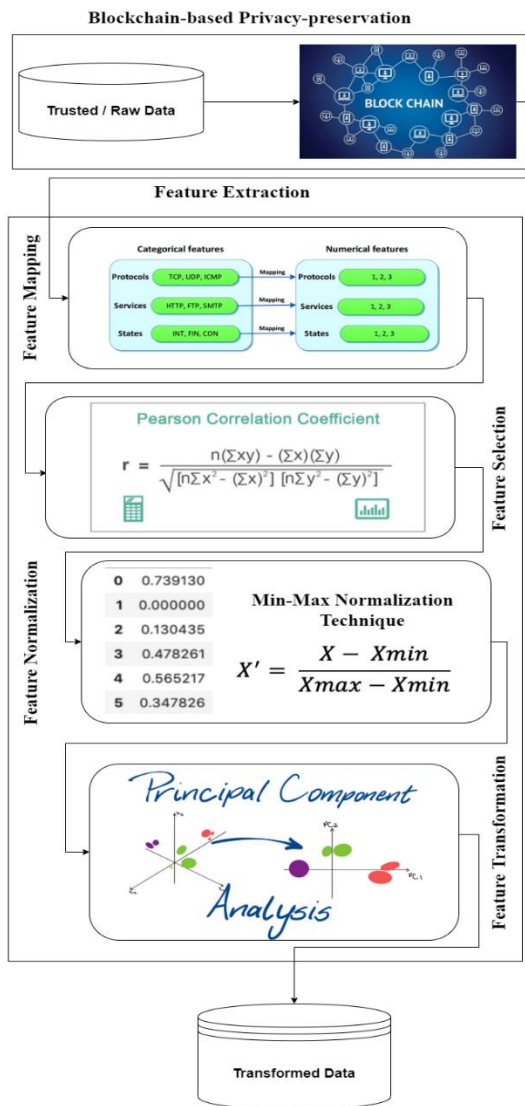 Blockchain-based Privacy-preservation
Trusted / Raw Data
BLOCK CHAIN
Feature Extraction
Feature Mapping
Categorical features
Numerical features
Protocols
TCP, UDP, ICMP
Mapping
Protocols
1, 2, 3
Services
HTTP, FTP, SMTP
Mapping
Services
1, 2, 3
States
INT, FIN, CON
Mapping
States
1, 2, 3
Feature Selection
Pearson Correlation Coefficient
r = n(Σxy) - (Σx)(Σy)
√[nΣx² - (Σx)²] [nΣy² - (Σy)²]
Feature Normalization
0 0.739130
1 0.000000
2 0.130435
3 0.478261
4 0.565217
5 0.347826
Min-Max Normalization
Technique
X′ = X − Xmin
Xmax − Xmin
Feature Transformation
Principal Component
PC2
PC1
Analysis
Transformed Data